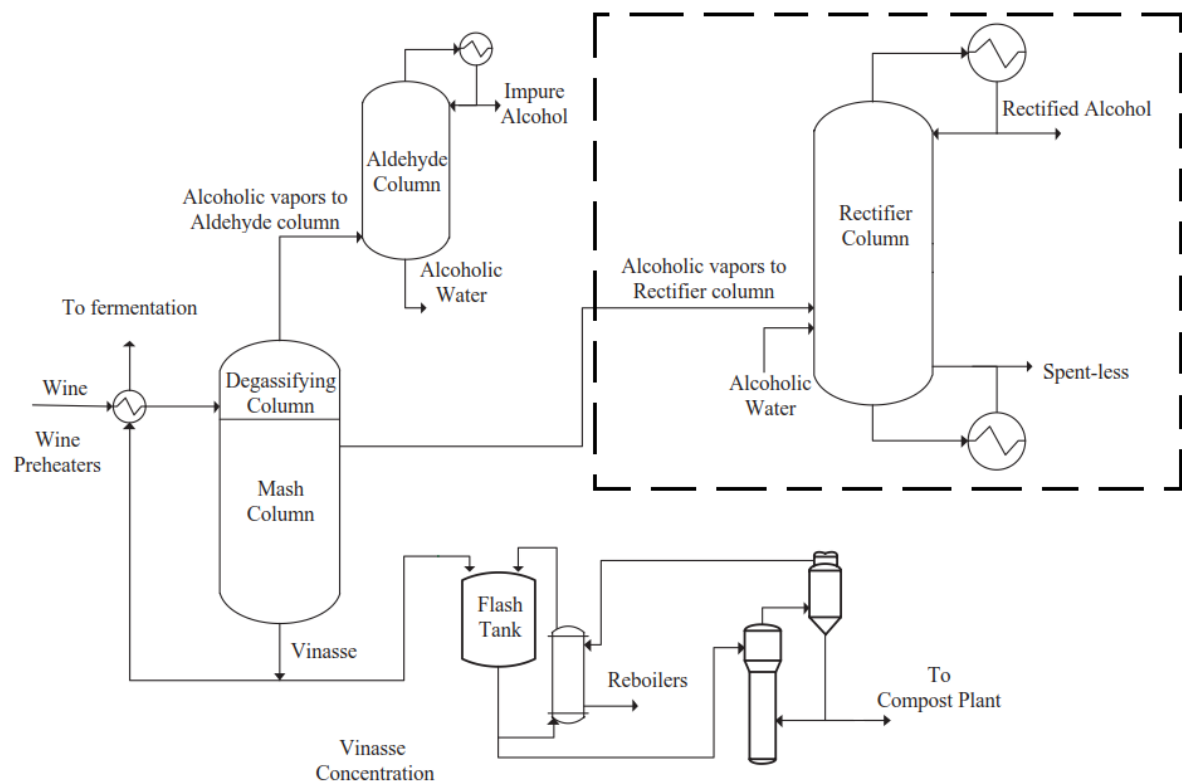 Impure
Alcohol
Aldehyde
Column
Alcoholic vapors to
Aldehyde column
Alcoholic
Water
Rectified Alcohol
Rectifier
Column
Alcoholic vapors to
Rectifier column
Alcoholic
Water
Spent-less
To fermentation
Wine
Wine
Preheaters
Degassifying
Column
Mash
Column
Vinasse
Flash
Tank
Reboilers
To
Compost Plant
Vinasse
Concentration